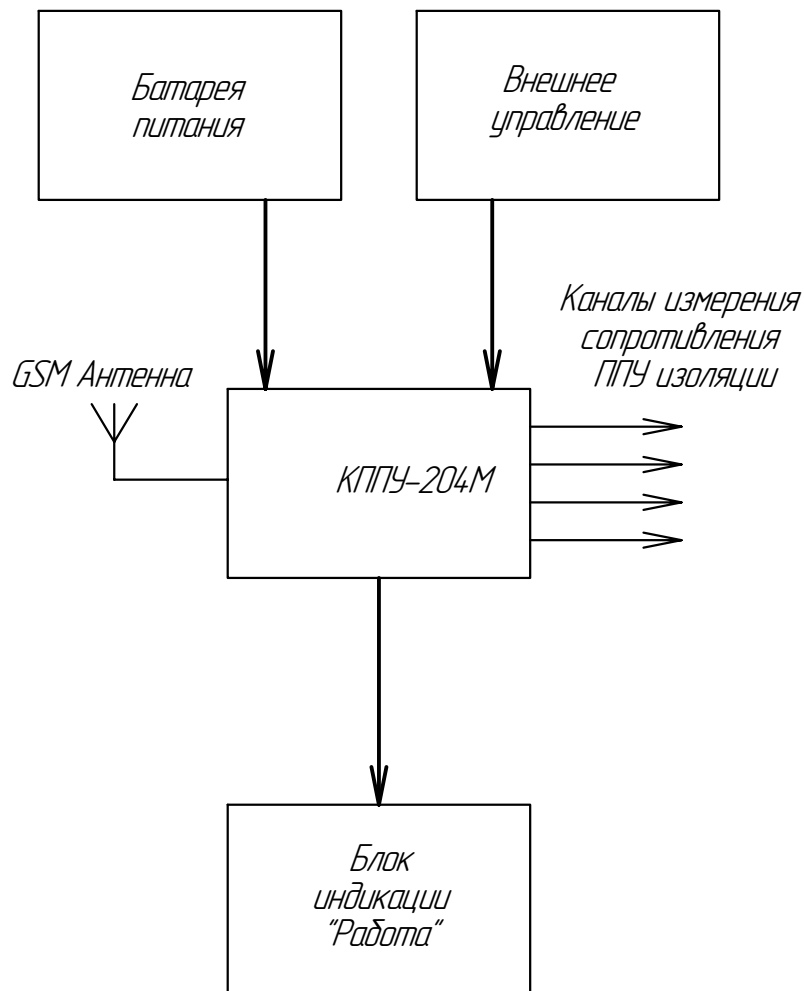 Батарея
питания
Внешнее
управление
Каналы измерения
сопротивления
ППУ изоляции
GSM Антенна
КППУ-204М
Блок
индикации
"Работа"